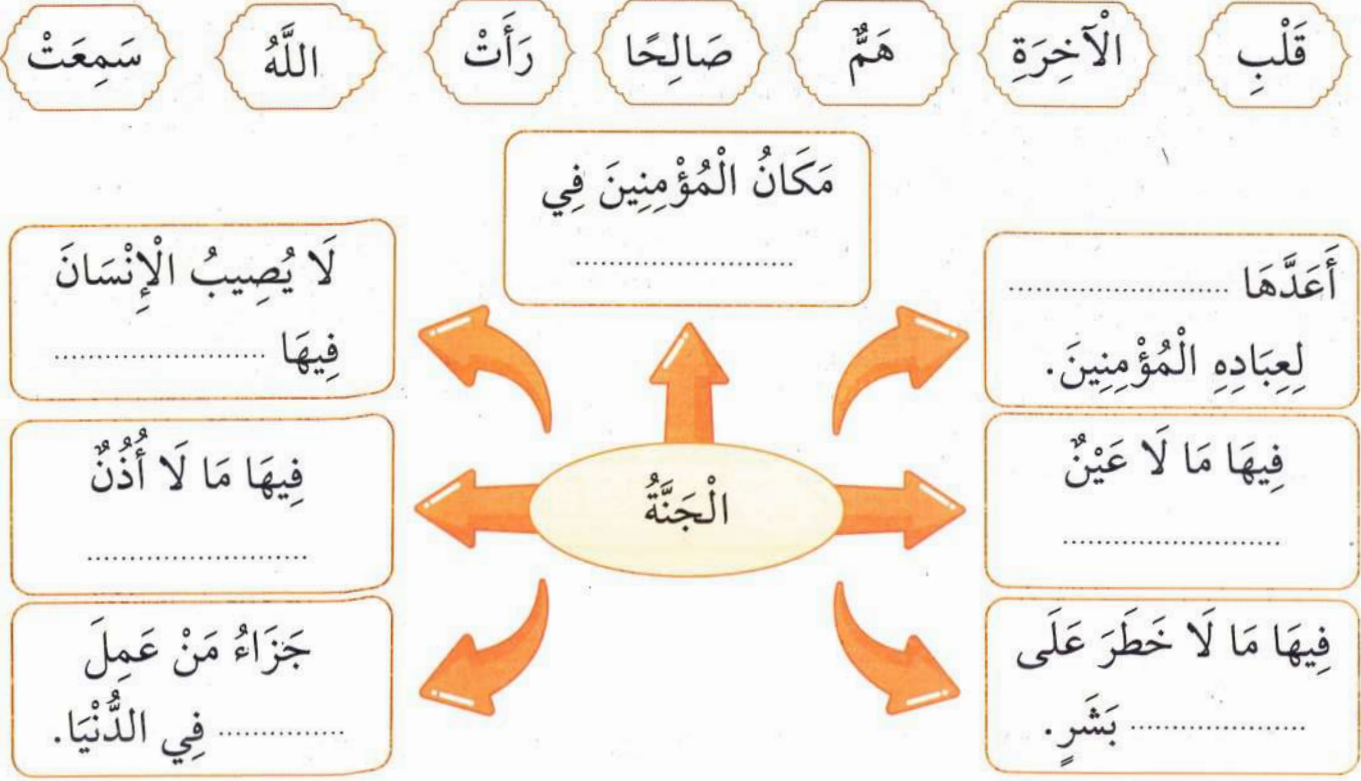 قَلْبِ
الْآخِرَةِ
هَمٌّ
صَالِحًا
رَأَتْ
اللَّهُ
سَمِعَتْ
مَكَانُ الْمُؤْمِنِينَ فِي
........................
أَعَدَّهَا ........................
لِعِبَادِهِ الْمُؤْمِنِينَ.
لَا يُصِيبُ الْإِنْسَانَ
فِيهَا ........................
فِيهَا مَا لَا عَيْنٌ
........................
الْجَنَّةُ
فِيهَا مَا لَا أُذُنٌ
........................
فِيهَا مَا لَا خَطَرَ عَلَى
.................... بَشَرٍ.
جَزَاءُ مَنْ عَمِلَ
.............. فِي الدُّنْيَا.